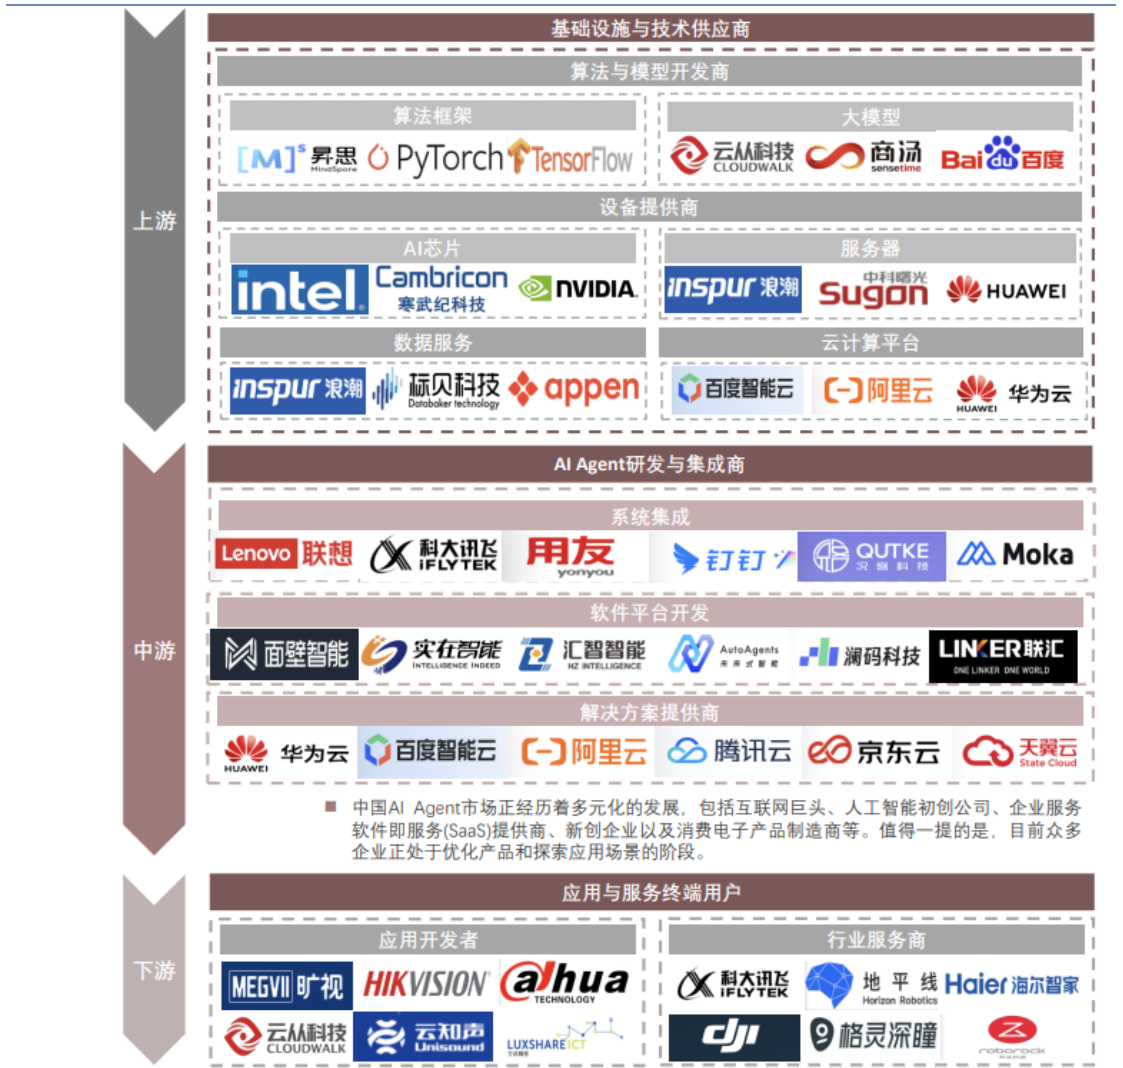 基础设施与技术供应商
算法与模型开发商
算法框架
大模型
[M]s 昇思 MindSpore
PyTorch
TensorFlow
云从科技 CLOUDWALK
商汤 sensetime
Bai du 百度
上游
设备提供商
AI芯片
服务器
intel.
Cambricon 寒武纪科技
NVIDIA.
inspur 浪潮
中科曙光 Sugon
HUAWEI
数据服务
云计算平台
inspur 浪潮
标贝科技 Databaker technology
appen
百度智能云
阿里云
HUAWEI 华为云
AI Agent研发与集成商
系统集成
Lenovo 联想
科大讯飞 iFLYTEK
用友 yonyou
钉钉
QUTKE 况客科技
Moka
中游
软件平台开发
面壁智能
实在智能 INTELLIGENCE INDEED
汇智智能 HZ INTELLIGENCE
AutoAgents 未来式智能
澜码科技
LINKER联汇 ONE LINKER ONE WORLD
解决方案提供商
HUAWEI 华为云
百度智能云
阿里云
腾讯云
京东云
天翼云 State Cloud
■ 中国AI Agent市场正经历着多元化的发展，包括互联网巨头、人工智能初创公司、企业服务
软件即服务(SaaS)提供商、新创企业以及消费电子产品制造商等。值得一提的是，目前众多
企业正处于优化产品和探索应用场景的阶段。
应用与服务终端用户
下游
应用开发者
行业服务商
MEGVII 旷视
HIKVISION
alhua TECHNOLOGY
科大讯飞 iFLYTEK
地平线 Horizon Robotics
Haier 海尔智家
云从科技 CLOUDWALK
云知声 Unisound
LUXSHARE ICT
dji
格灵深瞳
roborock